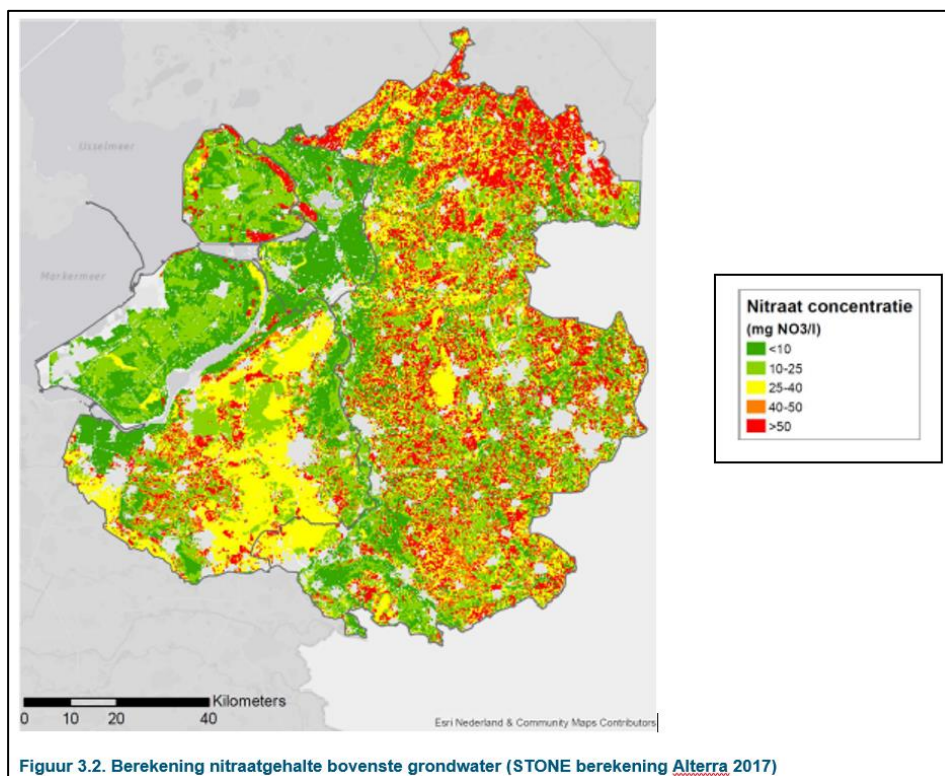 IJsselmeer
Markermeer
Nitraat concentratie
(mg NO3/l)
<10
10-25
25-40
40-50
>50
Kilometers
0 10 20 40
Esri Nederland & Community Maps Contributors
Figuur 3.2. Berekening nitraatgehalte bovenste grondwater (STONE berekening Alterra 2017)